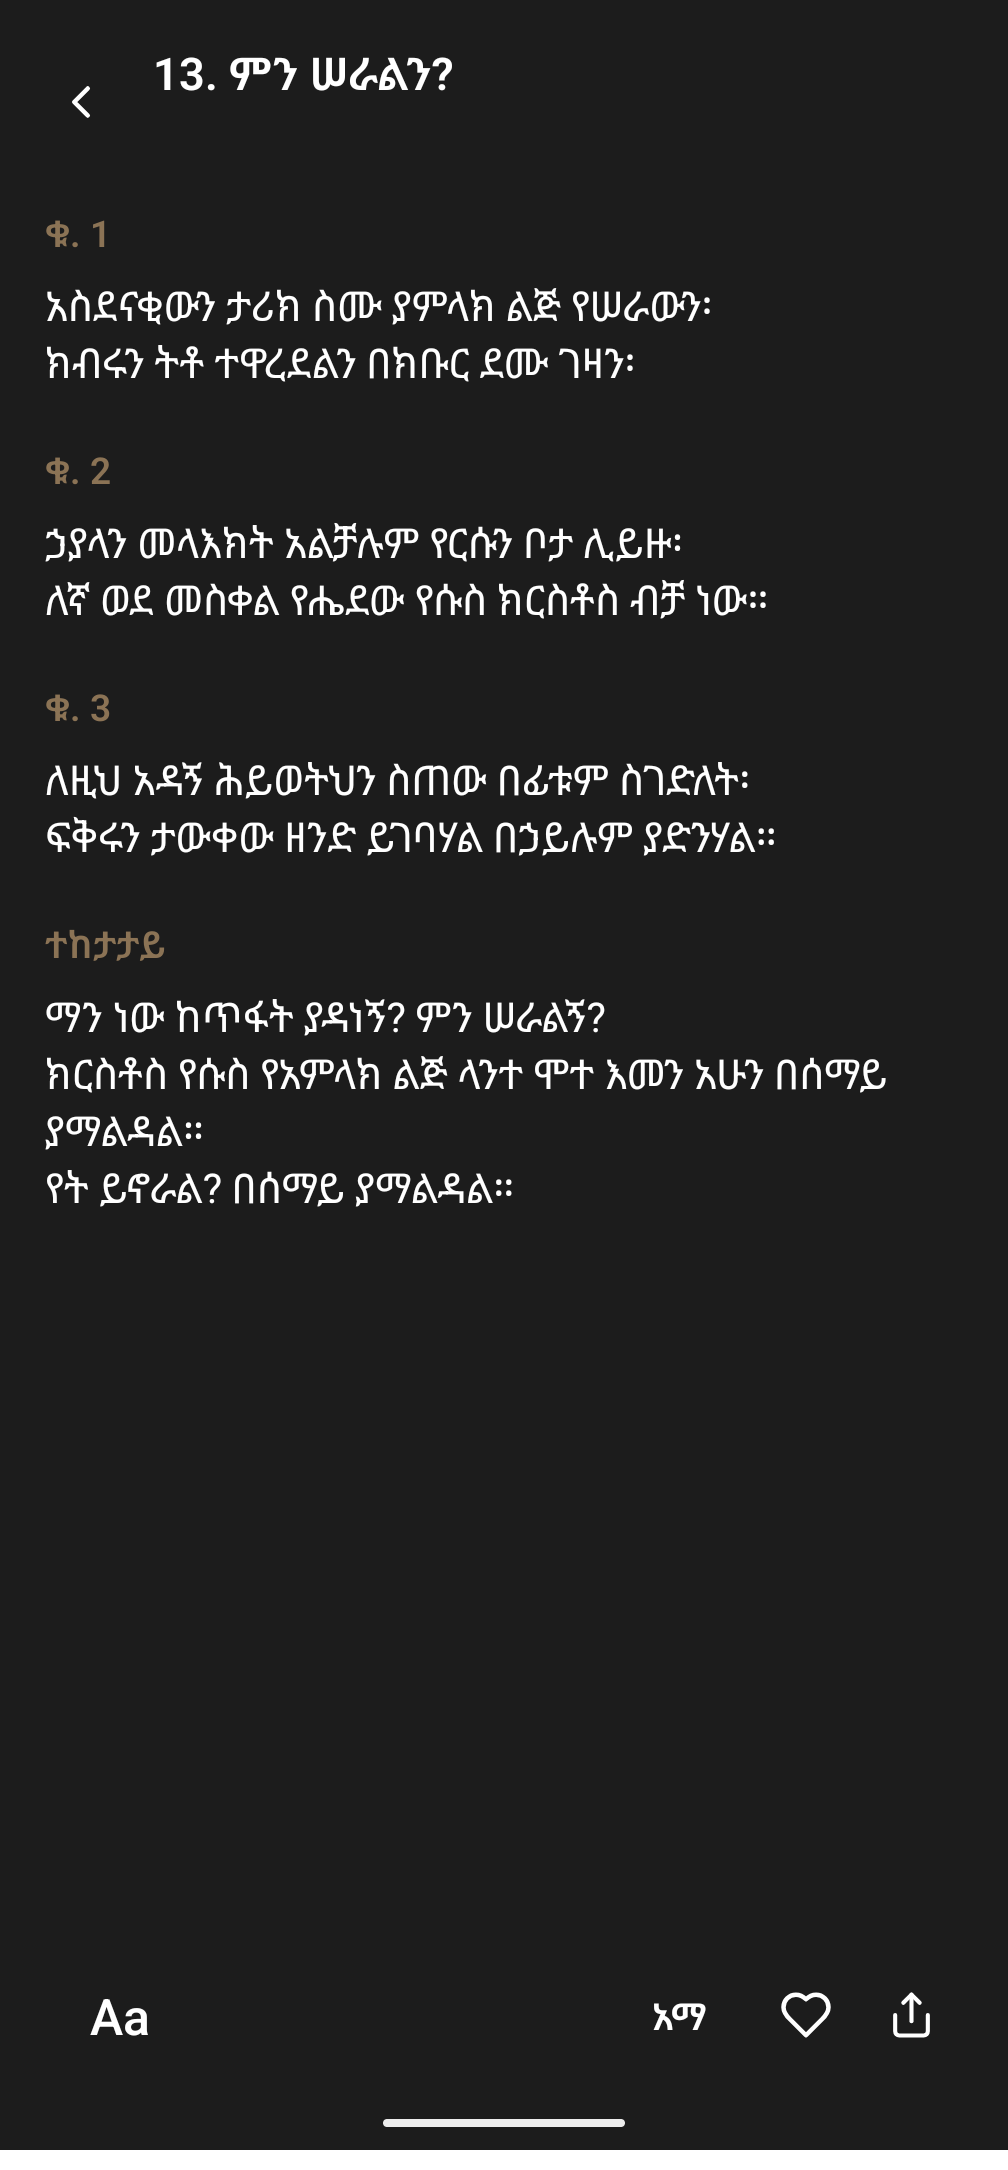 13. ምን ሠራልን?
ቁ. 1
አስደናቂውን ታሪክ ስሙ ያምላክ ልጅ የሠራውን፡
ክብሩን ትቶ ተዋረደልን በክቡር ደሙ ገዛን፡
ቁ. 2
ኃያላን መላእክት አልቻሉም የርሱን ቦታ ሊይዙ፡
ለኛ ወደ መስቀል የሔደው የሱስ ክርስቶስ ብቻ ነው።
ቁ. 3
ለዚህ አዳኝ ሕይወትህን ስጠው በፊቱም ስገድለት፡
ፍቅሩን ታውቀው ዘንድ ይገባሃል በኃይሉም ያድንሃል።
ተከታታይ
ማን ነው ከጥፋት ያዳነኝ? ምን ሠራልኝ?
ክርስቶስ የሱስ የአምላክ ልጅ ላንተ ሞተ እመን አሁን በሰማይ
ያማልዳል።
የት ይኖራል? በሰማይ ያማልዳል።
Aa አማ